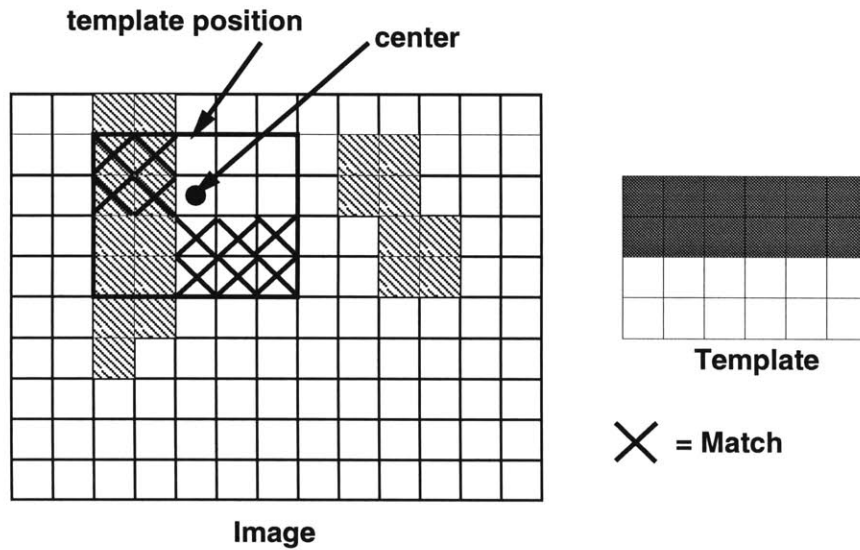 template position
center
Template
= Match
Image